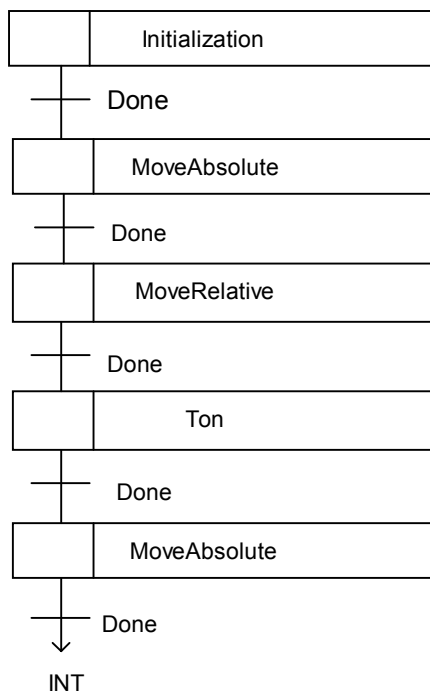 Initialization
Done
MoveAbsolute
Done
MoveRelative
Done
Ton
Done
MoveAbsolute
Done
INT